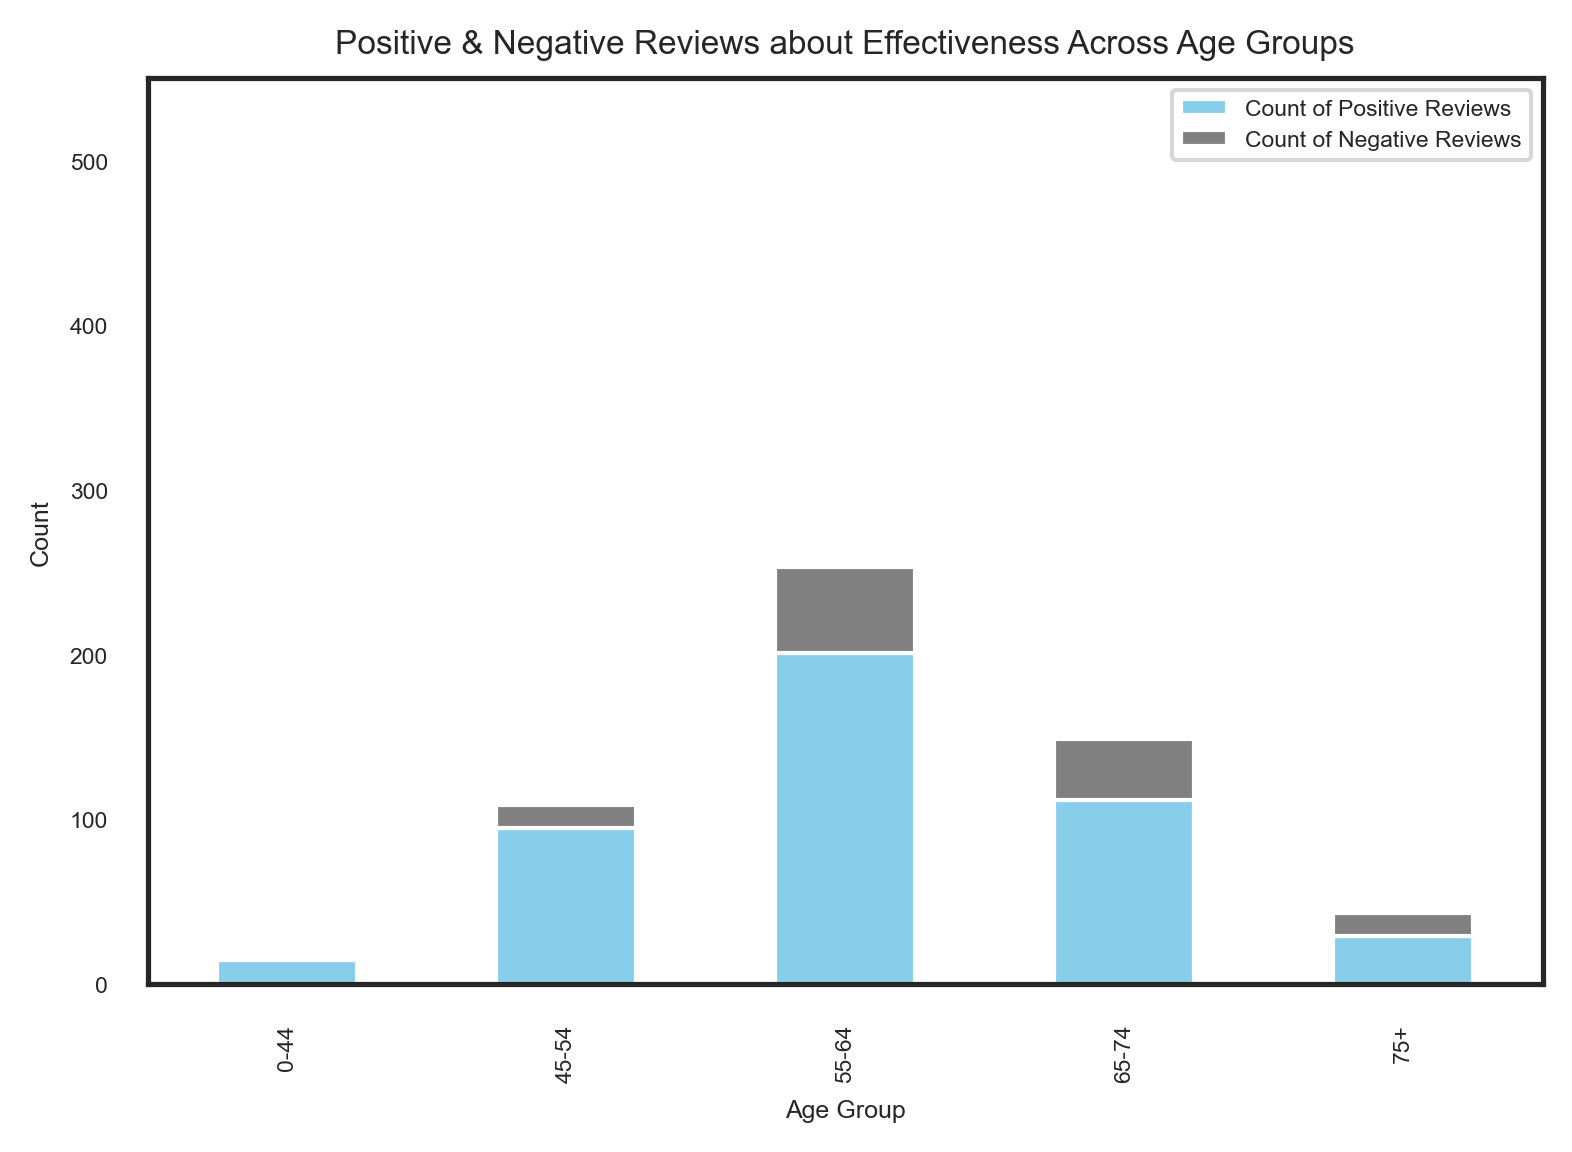 Positive & Negative Reviews about Effectiveness Across Age Groups
Count of Positive Reviews
Count of Negative Reviews
500
400
300
200
100
0
Count
0-44
45-54
55-64
65-74
75+
Age Group